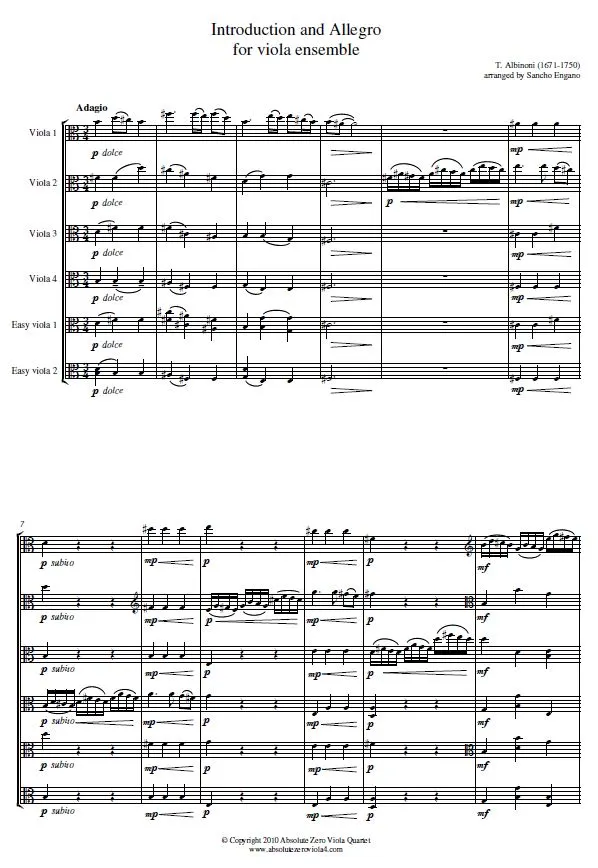 Introduction and Allegro
for viola ensemble
T. Albinoni (1671-1750)
arranged by Sancho Engano
Adagio
Viola 1
p dolce
mp
Viola 2
p dolce
p
mp
Viola 3
p dolce
mp
Viola 4
p dolce
mp
Easy viola 1
p dolce
mp
Easy viola 2
p dolce
mp
7
p subito
mp
p
mp
p
mf
p subito
mp
p
mp
p
mf
p subito
mp
p
mp
p
mf
p subito
mp
p
mp
p
mf
p subito
mp
p
mp
p
mf
p subito
mp
p
mp
p
mf
© Copyright 2010 Absolute Zero Viola Quartet
www.absolutezeroviola4.com